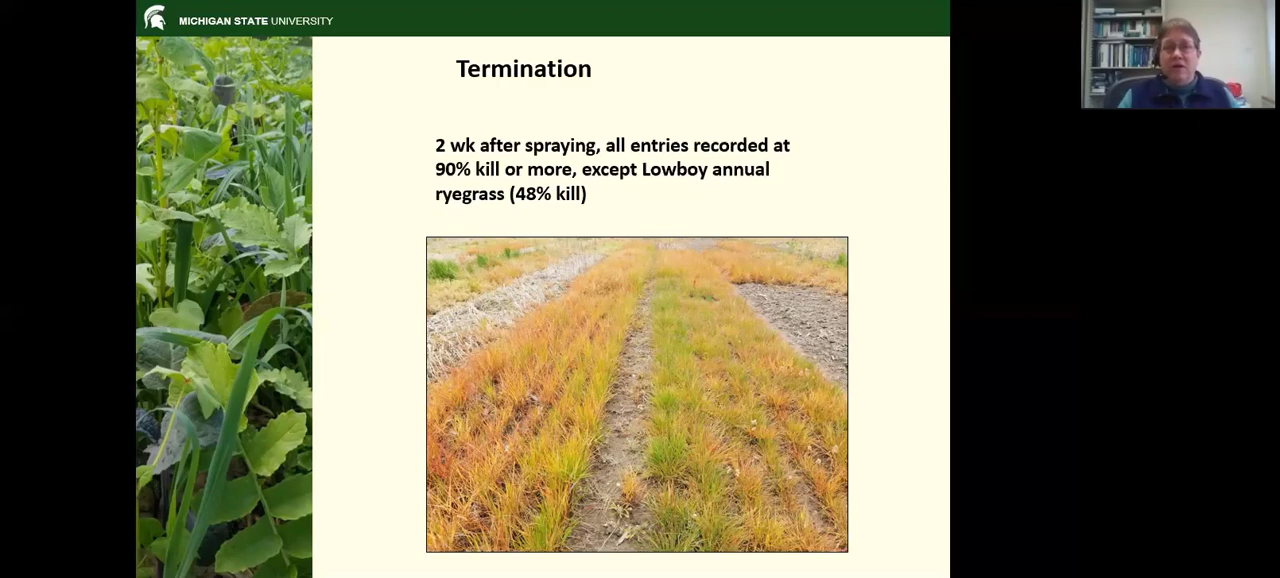 MICHIGAN STATE UNIVERSITY
Termination
2 wk after spraying, all entries recorded at
90% kill or more, except Lowboy annual
ryegrass (48% kill)